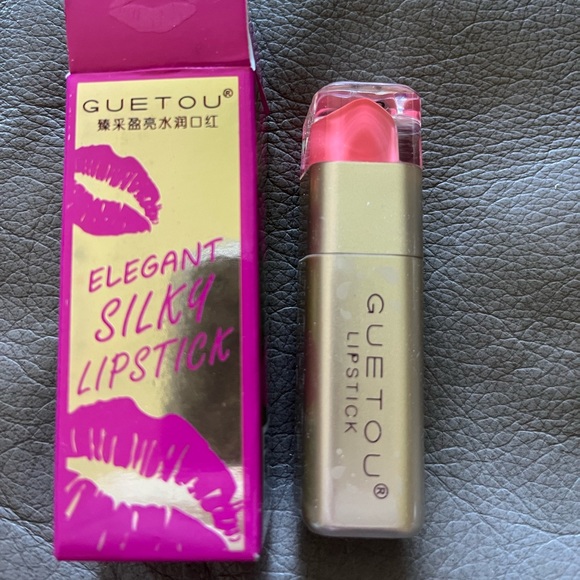 GUETOU®
臻采盈亮水润口红
ELEGANT
SILKY
LIPSTICK
GUETOU®
LIPSTICK